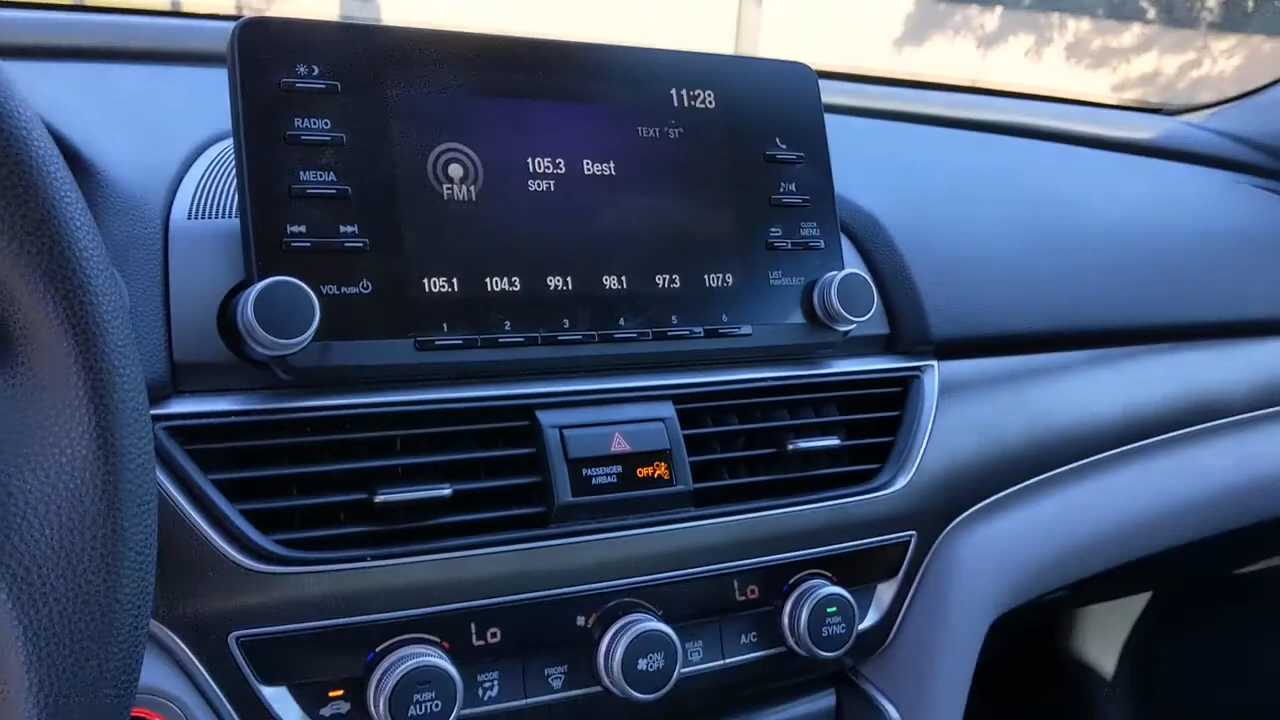 11:28
RADIO
TEXT "ST"
105.3 Best
MEDIA
SOFT
FM1
CLOCK
MENU
VOL PUSH
LIST
PUSH SELECT
105.1 104.3 99.1 98.1 97.3 107.9
1 2 3 4 5 6
PASSENGER
AIRBAG
OFF
2
Lo
Lo
PUSH
SYNC
REAR
A/C
ON/
OFF
FRONT
MODE
PUSH
AUTO